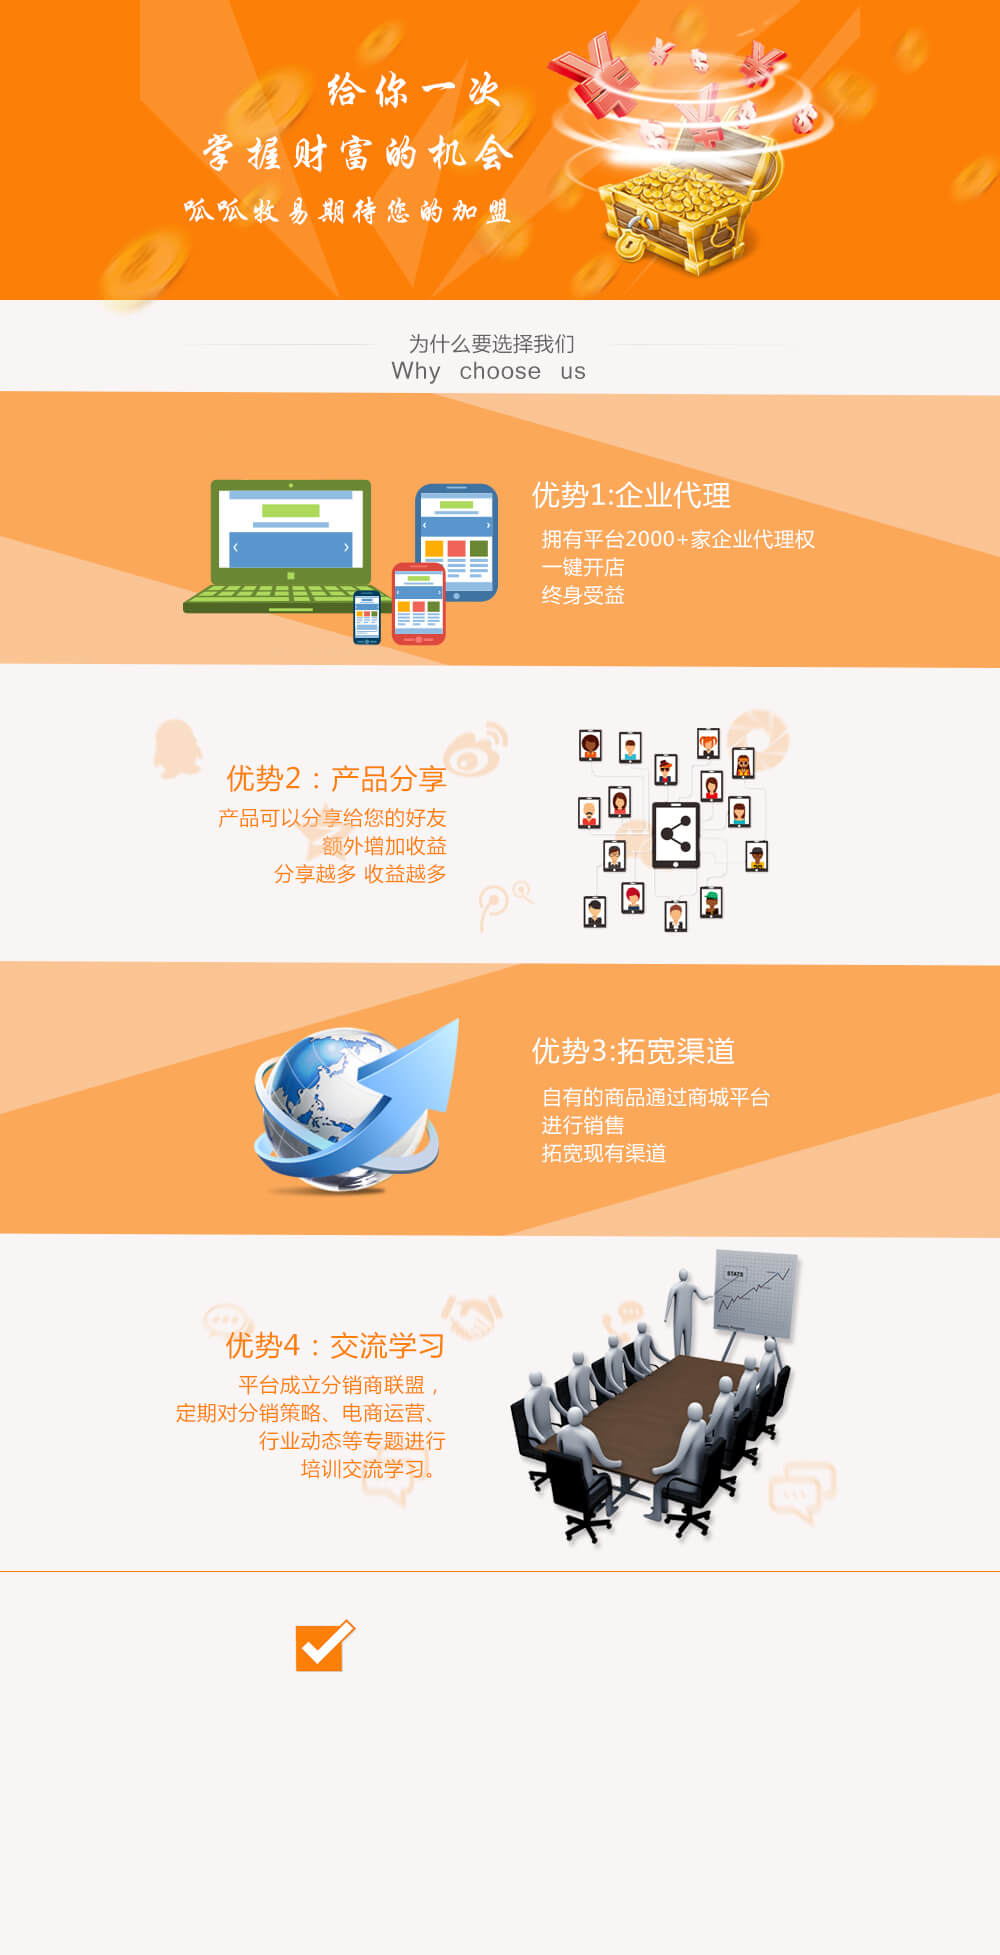 给你一次
掌握财富的机会
呱呱牧易期待您的加盟
为什么要选择我们
Why choose us
优势1:企业代理
拥有平台2000+家企业代理权
一键开店
终身受益
优势2：产品分享
产品可以分享给您的好友
额外增加收益
分享越多 收益越多
优势3:拓宽渠道
自有的商品通过商城平台
进行销售
拓宽现有渠道
STATS
优势4：交流学习
平台成立分销商联盟，
定期对分销策略、电商运营、
行业动态等专题进行
培训交流学习。